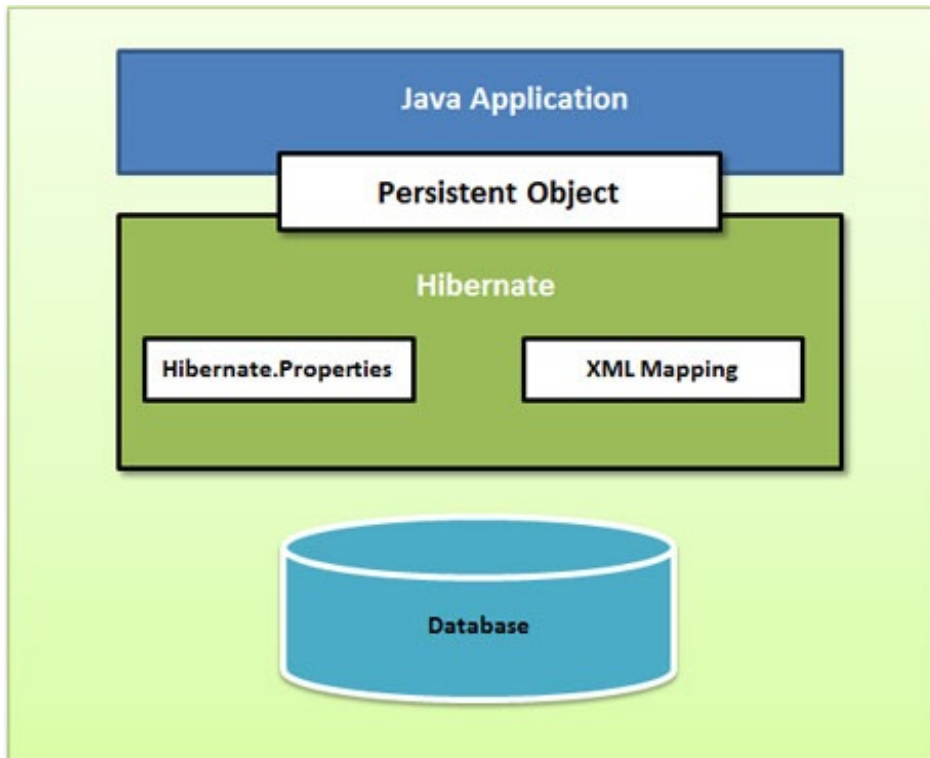 Java Application
Persistent Object
Hibernate
Hibernate.Properties
XML Mapping
Database